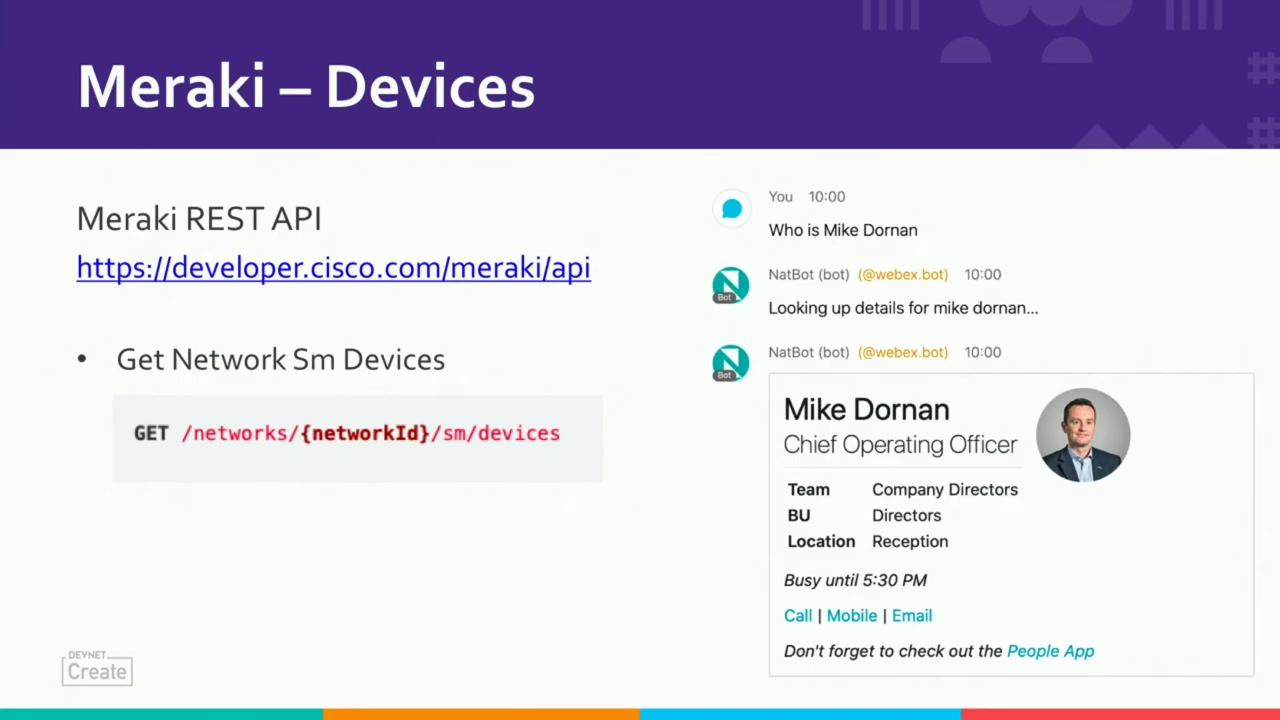 Meraki – Devices
Meraki REST API
https://developer.cisco.com/meraki/api
• Get Network Sm Devices
GET /networks/{networkId}/sm/devices
You 10:00
Who is Mike Dornan
NatBot (bot) (@webex.bot) 10:00
Bot
Looking up details for mike dornan...
NatBot (bot) (@webex.bot) 10:00
Bot
Mike Dornan
Chief Operating Officer
Team Company Directors
BU Directors
Location Reception
Busy until 5:30 PM
Call | Mobile | Email
Don't forget to check out the People App
DEVNET
Create